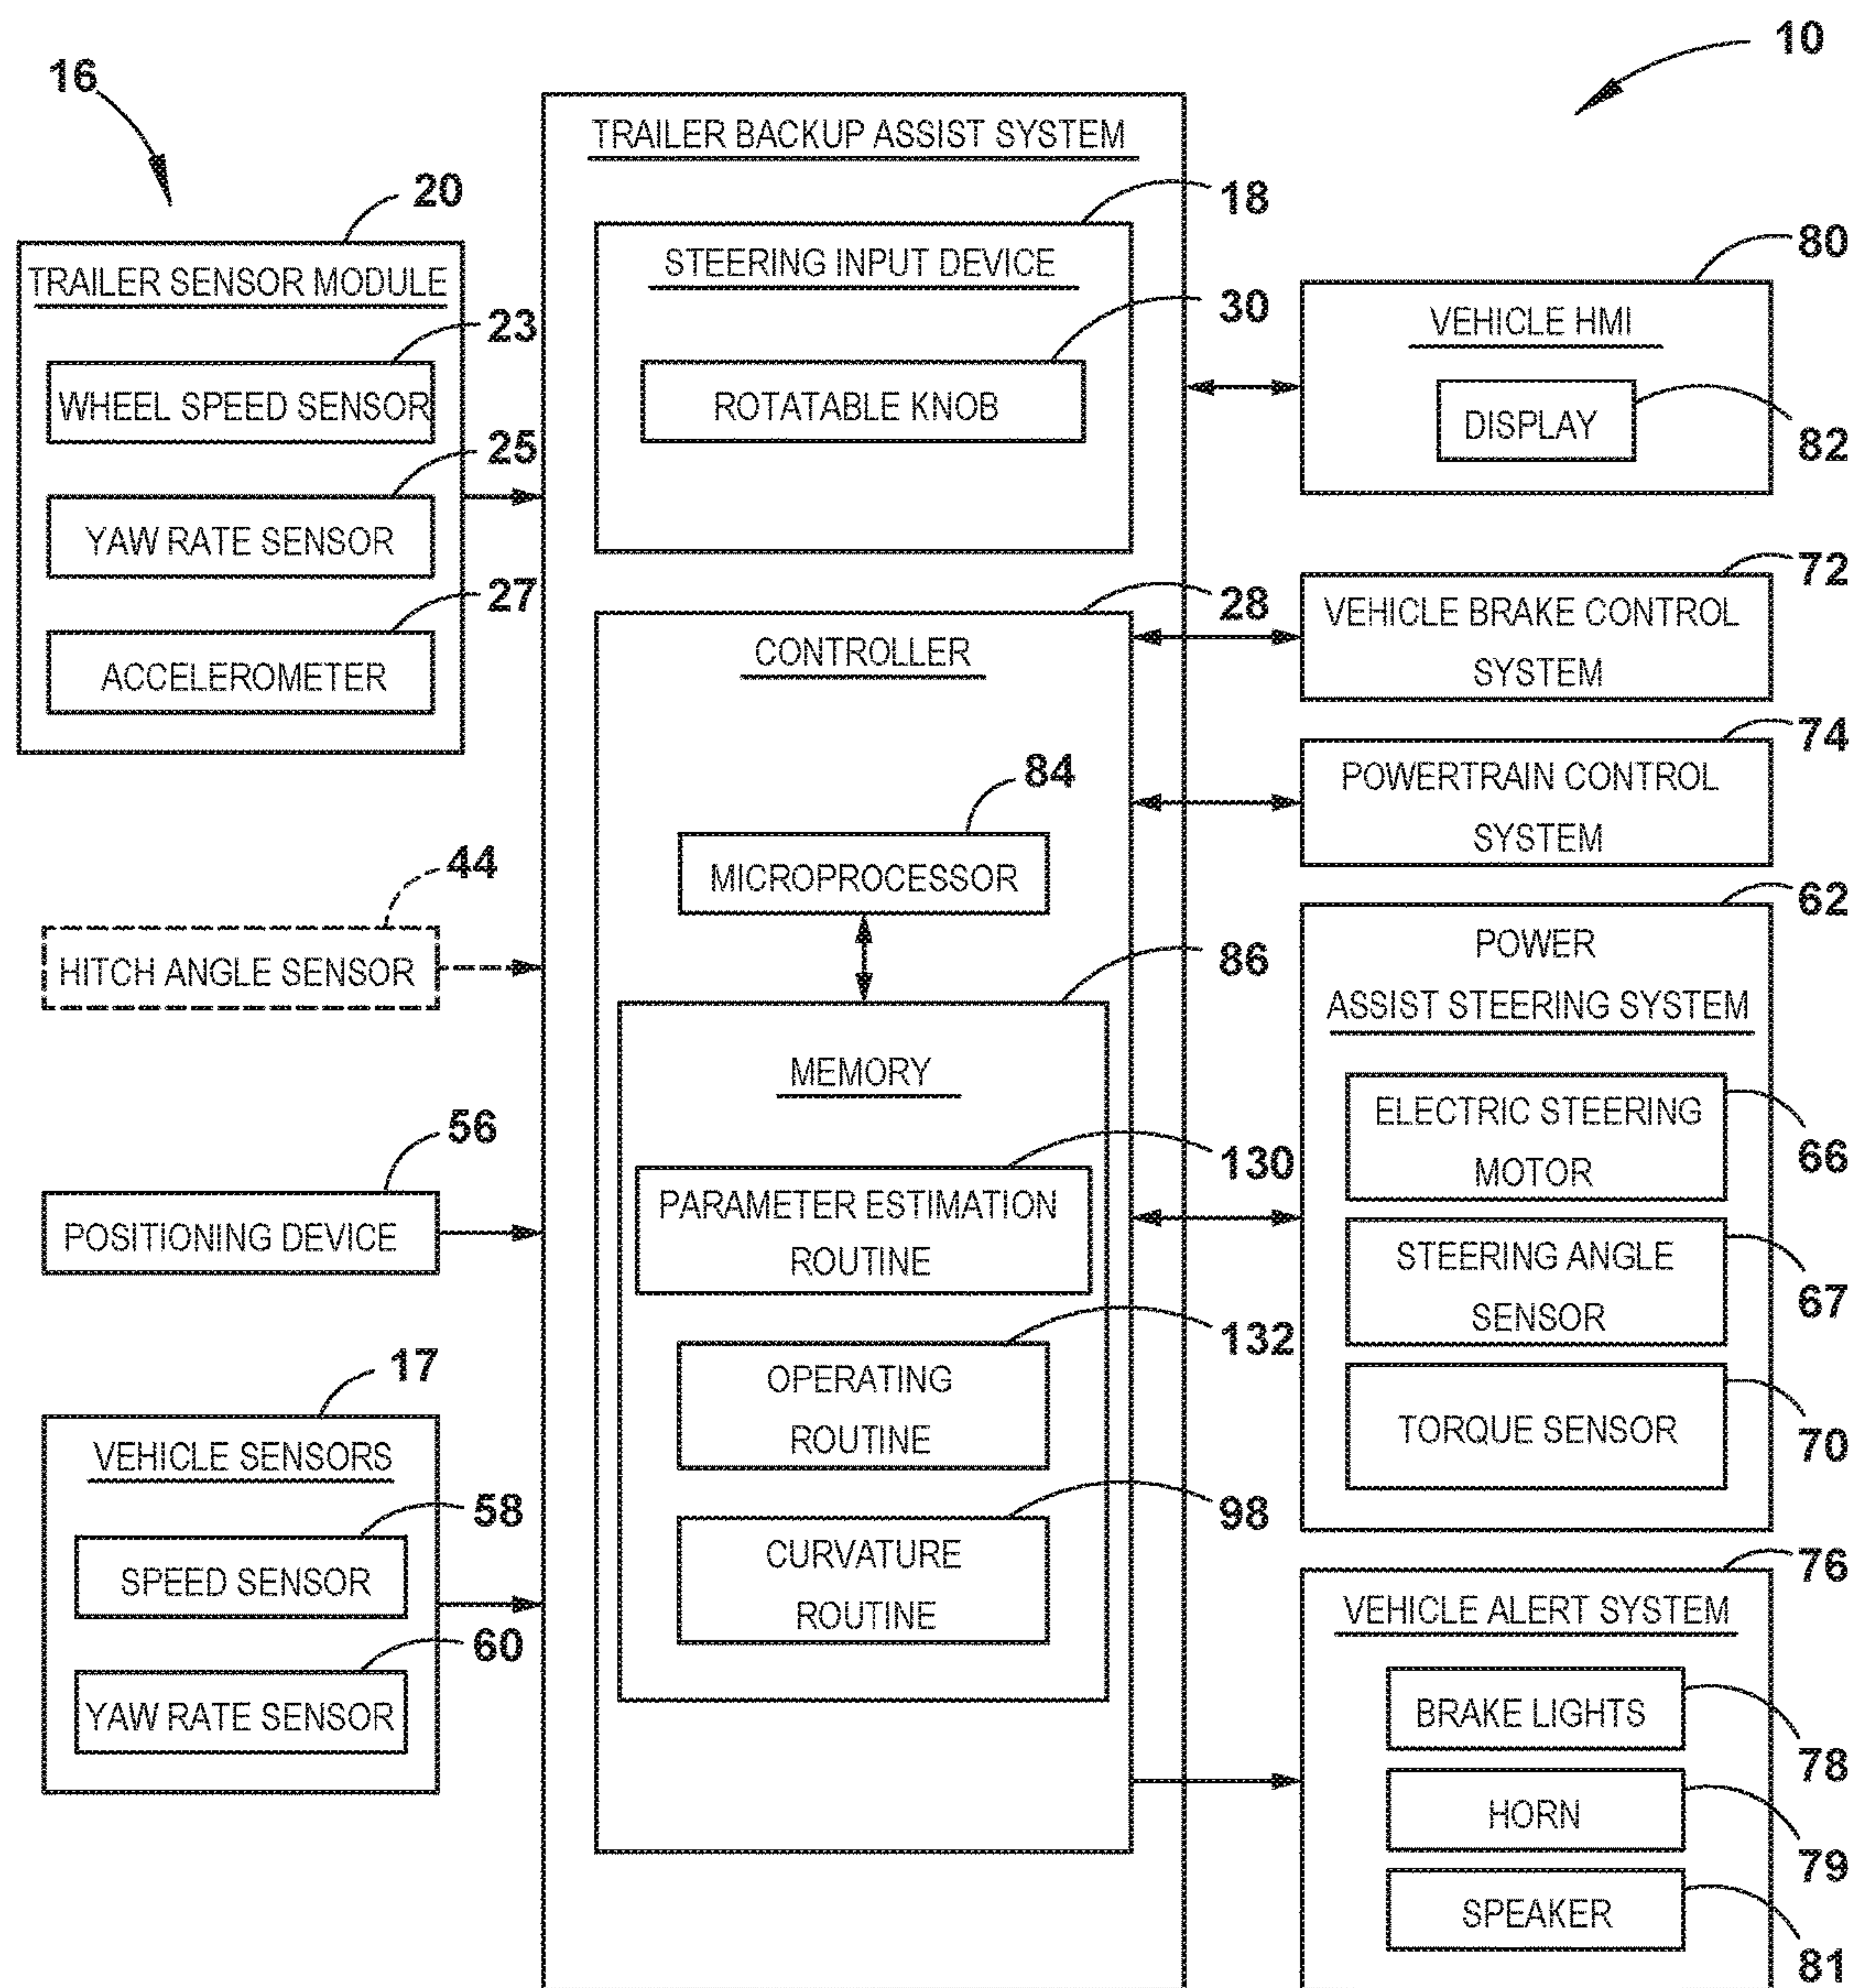 10
16
TRAILER BACKUP ASSIST SYSTEM
20
TRAILER SENSOR MODULE
23
WHEEL SPEED SENSOR
25
YAW RATE SENSOR
27
ACCELEROMETER
44
HITCH ANGLE SENSOR
56
POSITIONING DEVICE
17
VEHICLE SENSORS
58
SPEED SENSOR
60
YAW RATE SENSOR
18
STEERING INPUT DEVICE
30
ROTATABLE KNOB
28
CONTROLLER
84
MICROPROCESSOR
86
MEMORY
130
PARAMETER ESTIMATION
ROUTINE
132
OPERATING
ROUTINE
98
CURVATURE
ROUTINE
80
VEHICLE HMI
DISPLAY
82
72
VEHICLE BRAKE CONTROL
SYSTEM
74
POWERTRAIN CONTROL
SYSTEM
62
POWER
ASSIST STEERING SYSTEM
ELECTRIC STEERING
MOTOR
66
STEERING ANGLE
SENSOR
67
TORQUE SENSOR
70
76
VEHICLE ALERT SYSTEM
BRAKE LIGHTS
78
HORN
79
SPEAKER
81